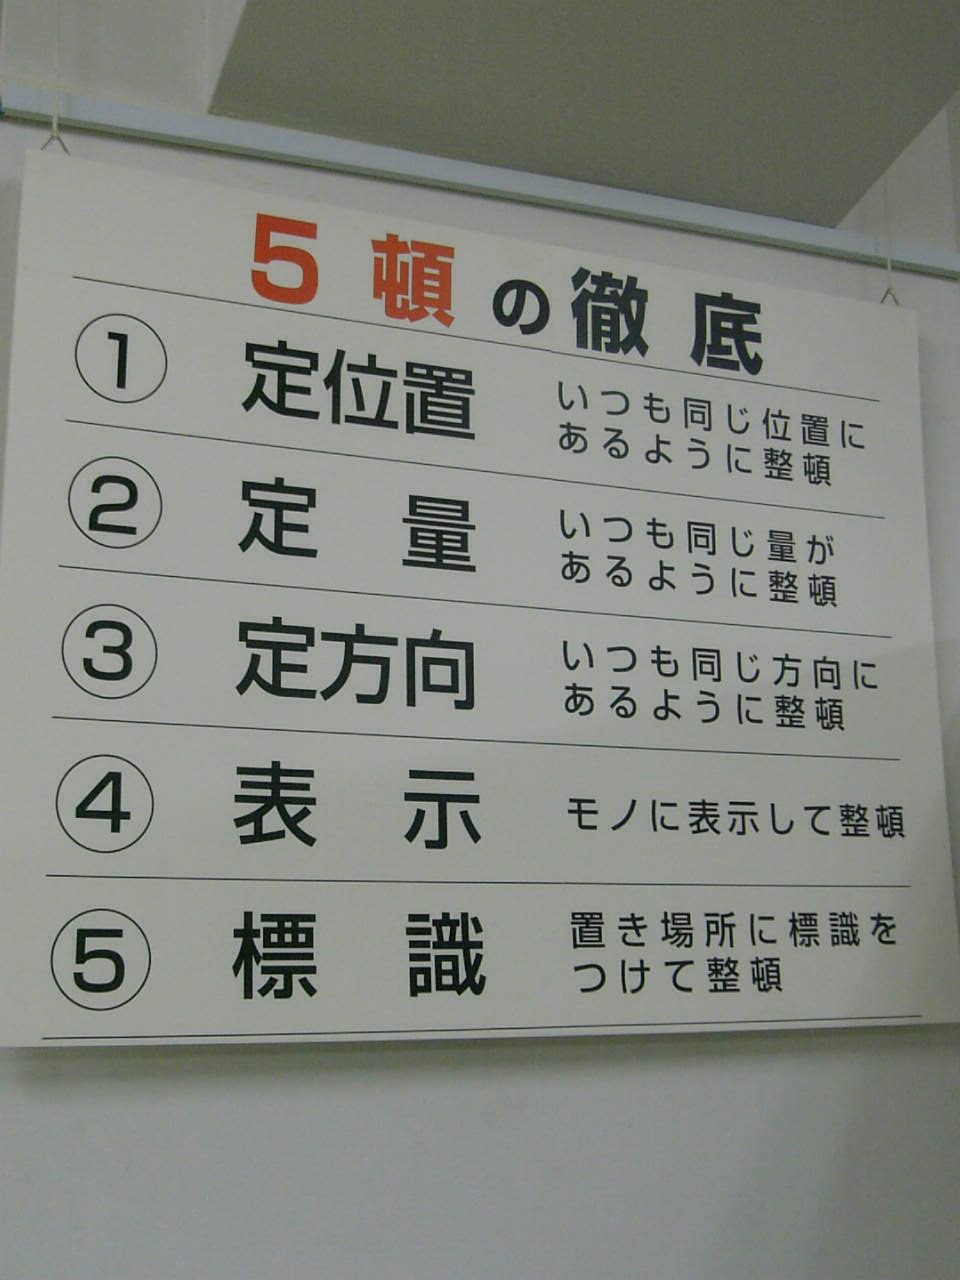 5頓の徹底
① 定位置 いつも同じ位置に
あるように整頓
② 定量 いつも同じ量が
あるように整頓
③ 定方向 いつも同じ方向に
あるように整頓
④ 表示 モノに表示して整頓
⑤ 標識 置き場所に標識を
つけて整頓